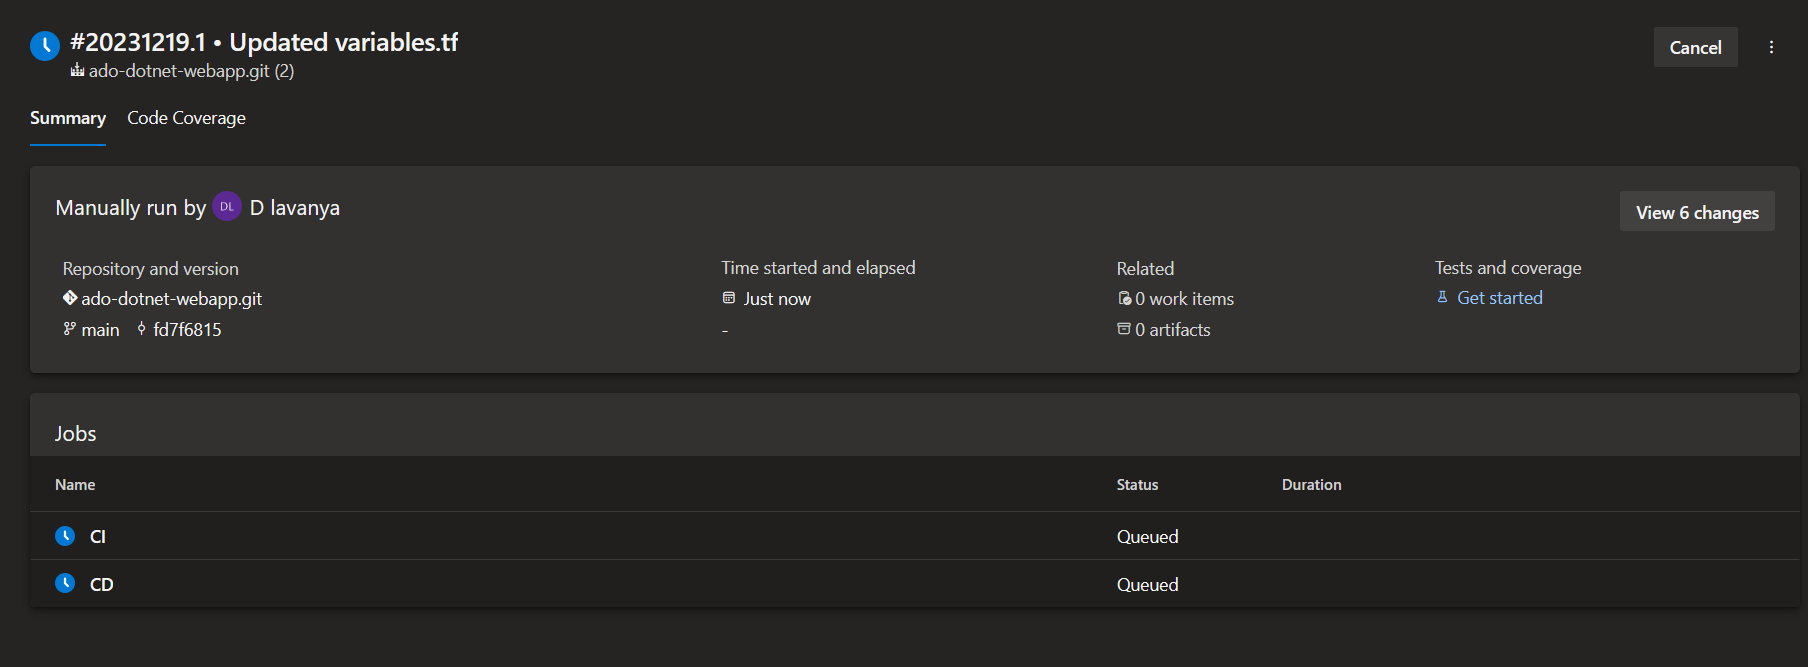 #20231219.1 • Updated variables.tf
ado-dotnet-webapp.git (2)
Cancel
Summary Code Coverage
Manually run by DL D lavanya
View 6 changes
Repository and version
ado-dotnet-webapp.git
main fd7f6815
Time started and elapsed
Just now
-
Related
0 work items
0 artifacts
Tests and coverage
Get started
Jobs
Name Status Duration
CI Queued
CD Queued